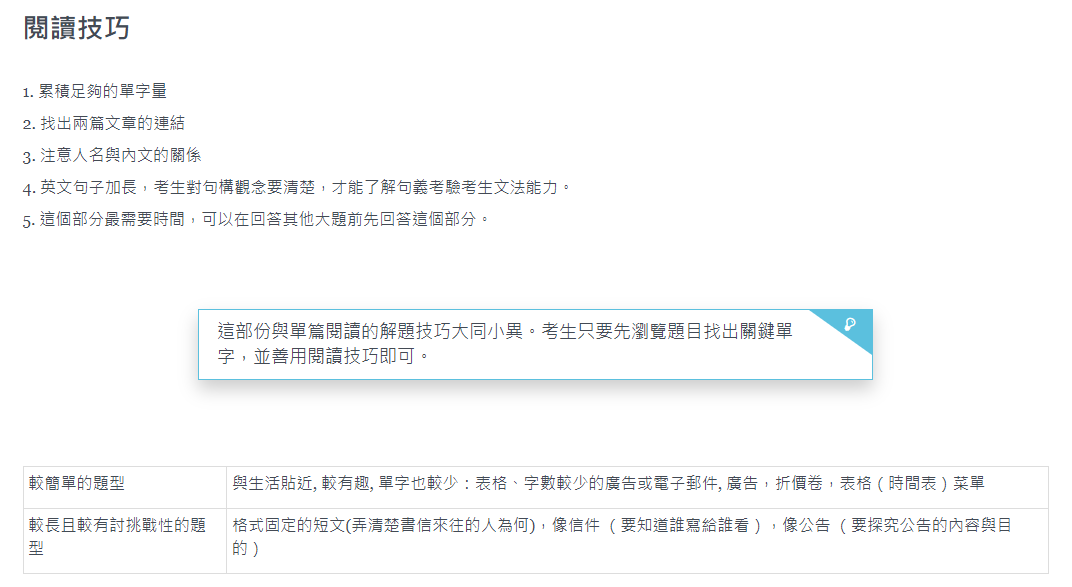 閱讀技巧
1. 累積足夠的單字量
2. 找出兩篇文章的連結
3. 注意人名與內文的關係
4. 英文句子加長，考生對句構觀念要清楚，才能了解句義考驗考生文法能力。
5. 這個部分最需要時間，可以在回答其他大題前先回答這個部分。
這部份與單篇閱讀的解題技巧大同小異。考生只要先瀏覽題目找出關鍵單
字，並善用閱讀技巧即可。
較簡單的題型
與生活貼近, 較有趣, 單字也較少：表格、字數較少的廣告或電子郵件, 廣告，折價卷，表格（時間表）菜單
較長且較有討挑戰性的題
型
格式固定的短文(弄清楚書信來往的人為何)，像信件 （要知道誰寫給誰看），像公告 （要探究公告的內容與目
的）